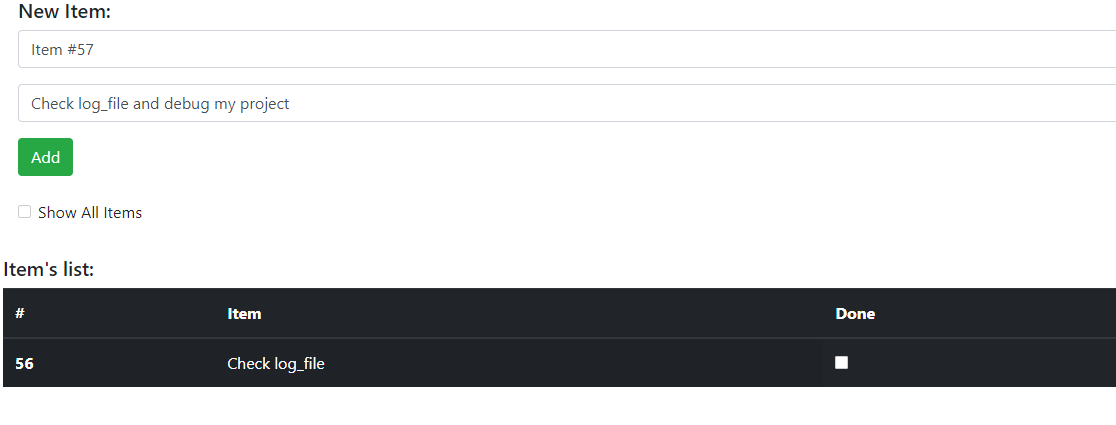 New Item:
Item #57
Check log_file and debug my project
Add
Show All Items
Item's list:
# Item Done
56 Check log_file